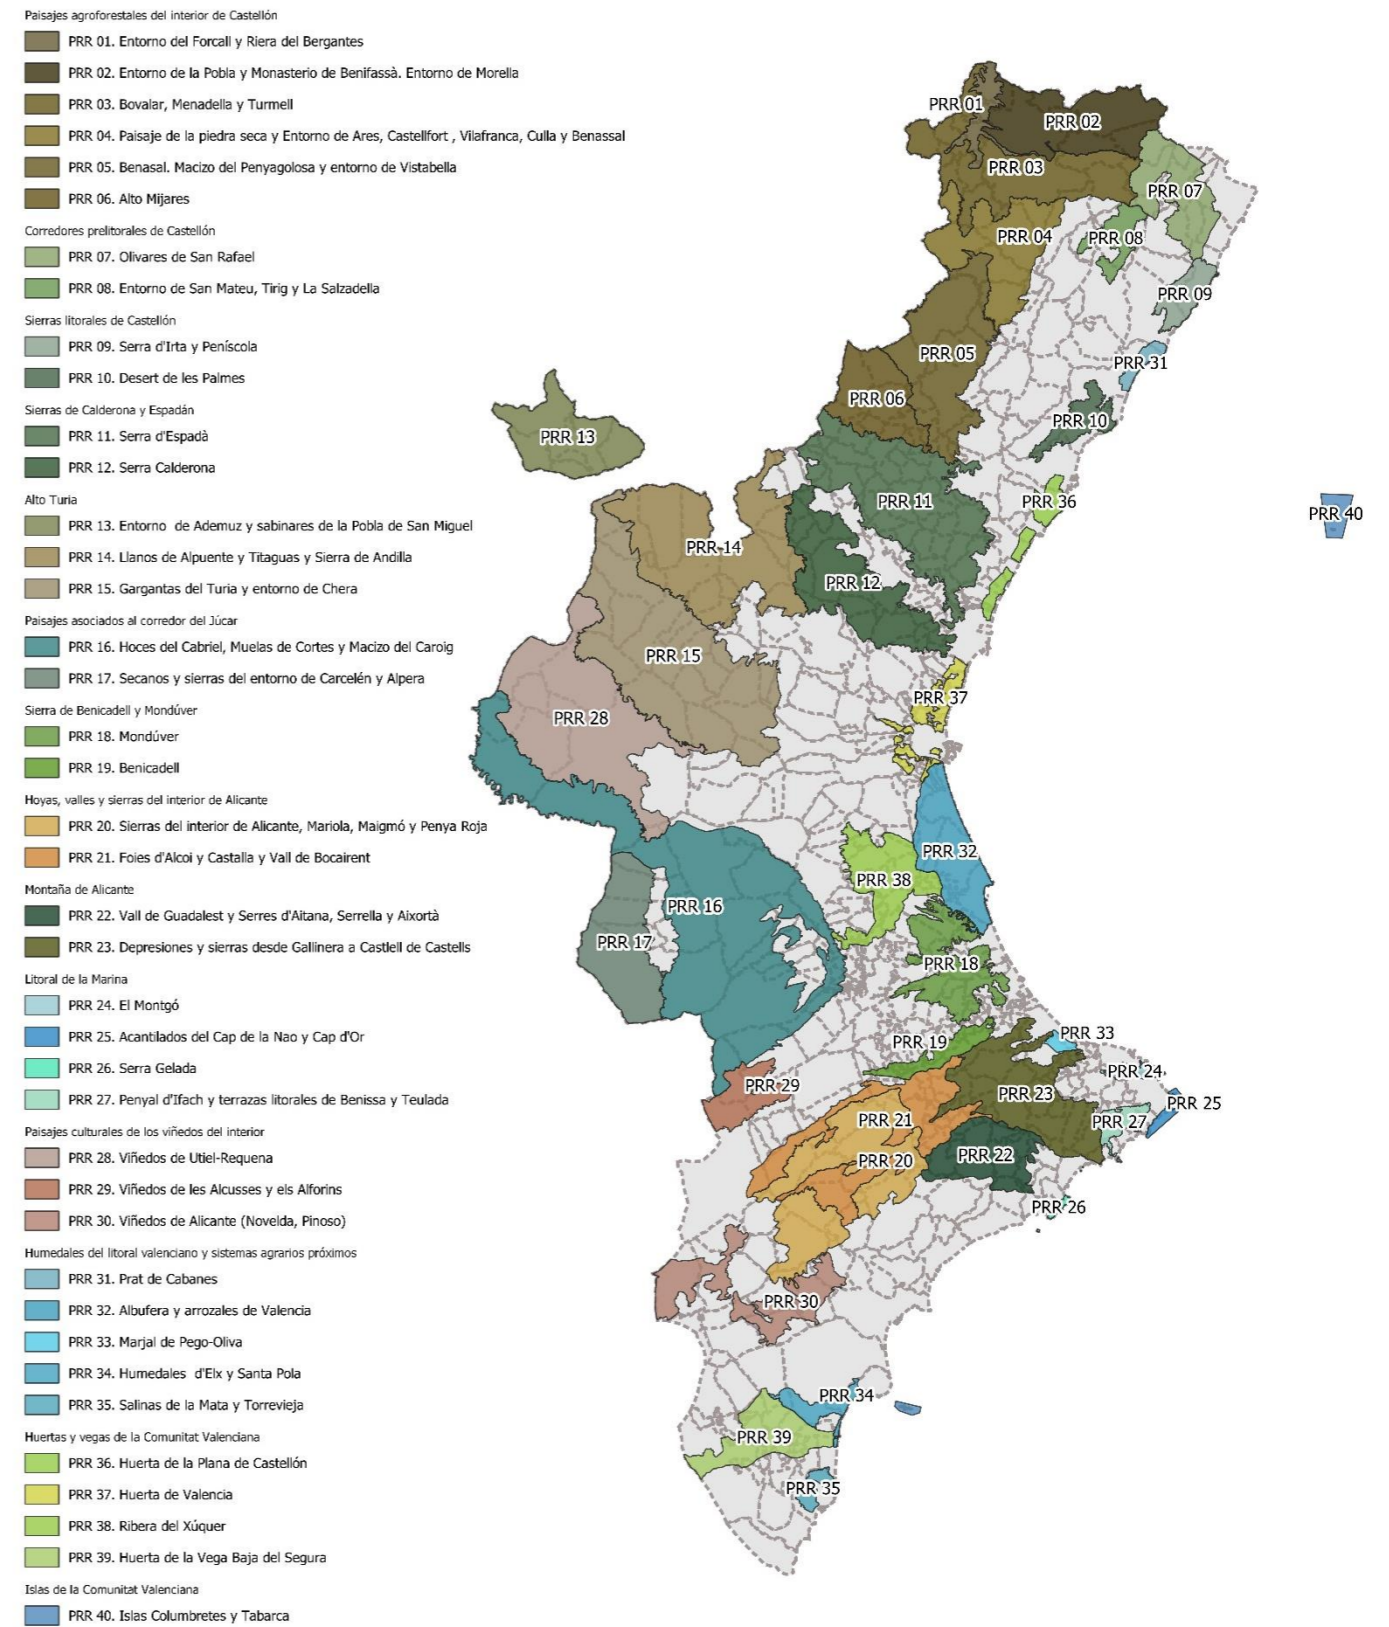 Paisajes agroforestales del interior de Castellón
PRR 01. Entorno del Forcall y Riera del Bergantes
PRR 02. Entorno de la Pobla y Monasterio de Benifassà. Entorno de Morella
PRR 03. Bovalar, Menadella y Turmell
PRR 04. Paisaje de la piedra seca y Entorno de Ares, Castellfort , Vilafranca, Culla y Benassal
PRR 05. Benasal. Macizo del Penyagolosa y entorno de Vistabella
PRR 06. Alto Mijares
Corredores prelitorales de Castellón
PRR 07. Olivares de San Rafael
PRR 08. Entorno de San Mateu, Tirig y La Salzadella
Sierras litorales de Castellón
PRR 09. Serra d'Irta y Peníscola
PRR 10. Desert de les Palmes
Sierras de Calderona y Espadán
PRR 11. Serra d'Espadà
PRR 12. Serra Calderona
Alto Turia
PRR 13. Entorno  de Ademuz y sabinares de la Pobla de San Miguel
PRR 14. Llanos de Alpuente y Titaguas y Sierra de Andilla
PRR 15. Gargantas del Turia y entorno de Chera
Paisajes asociados al corredor del Júcar
PRR 16. Hoces del Cabriel, Muelas de Cortes y Macizo del Caroig
PRR 17. Secanos y sierras del entorno de Carcelén y Alpera
Sierra de Benicadell y Mondúver
PRR 18. Mondúver
PRR 19. Benicadell
Hoyas, valles y sierras del interior de Alicante
PRR 20. Sierras del interior de Alicante, Mariola, Maigmó y Penya Roja
PRR 21. Foies d'Alcoi y Castalla y Vall de Bocairent
Montaña de Alicante
PRR 22. Vall de Guadalest y Serres d'Aitana, Serrella y Aixortà
PRR 23. Depresiones y sierras desde Gallinera a Castlell de Castells
Litoral de la Marina
PRR 24. El Montgó
PRR 25. Acantilados del Cap de la Nao y Cap d'Or
PRR 26. Serra Gelada
PRR 27. Penyal d'Ifach y terrazas litorales de Benissa y Teulada
Paisajes culturales de los viñedos del interior
PRR 28. Viñedos de Utiel-Requena
PRR 29. Viñedos de les Alcusses y els Alforins
PRR 30. Viñedos de Alicante (Novelda, Pinoso)
Humedales del litoral valenciano y sistemas agrarios próximos
PRR 31. Prat de Cabanes
PRR 32. Albufera y arrozales de Valencia
PRR 33. Marjal de Pego-Oliva
PRR 34. Humedales  d'Elx y Santa Pola
PRR 35. Salinas de la Mata y Torrevieja
Huertas y vegas de la Comunitat Valenciana
PRR 36. Huerta de la Plana de Castellón
PRR 37. Huerta de Valencia
PRR 38. Ribera del Xúquer
PRR 39. Huerta de la Vega Baja del Segura
Islas de la Comunitat Valenciana
PRR 40. Islas Columbretes y Tabarca
PRR 01
PRR 02
PRR 03
PRR 07
PRR 04
PRR 08
PRR 09
PRR 05
PRR 31
PRR 06
PRR 10
PRR 13
PRR 11
PRR 36
PRR 40
PRR 14
PRR 12
PRR 15
PRR 37
PRR 28
PRR 32
PRR 38
PRR 16
PRR 17
PRR 18
PRR 33
PRR 19
PRR 24
PRR 29
PRR 23
PRR 25
PRR 21
PRR 27
PRR 22
PRR 20
PRR 26
PRR 30
PRR 34
PRR 39
PRR 35